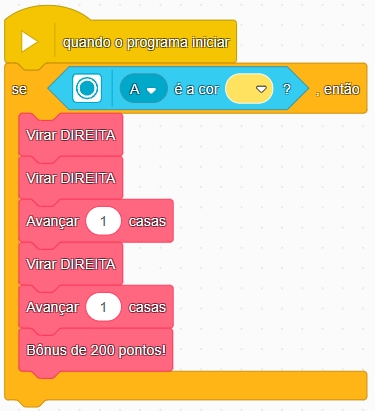 quando o programa iniciar
se A é a cor ? , então
Virar DIREITA
Virar DIREITA
Avançar 1 casas
Virar DIREITA
Avançar 1 casas
Bônus de 200 pontos!